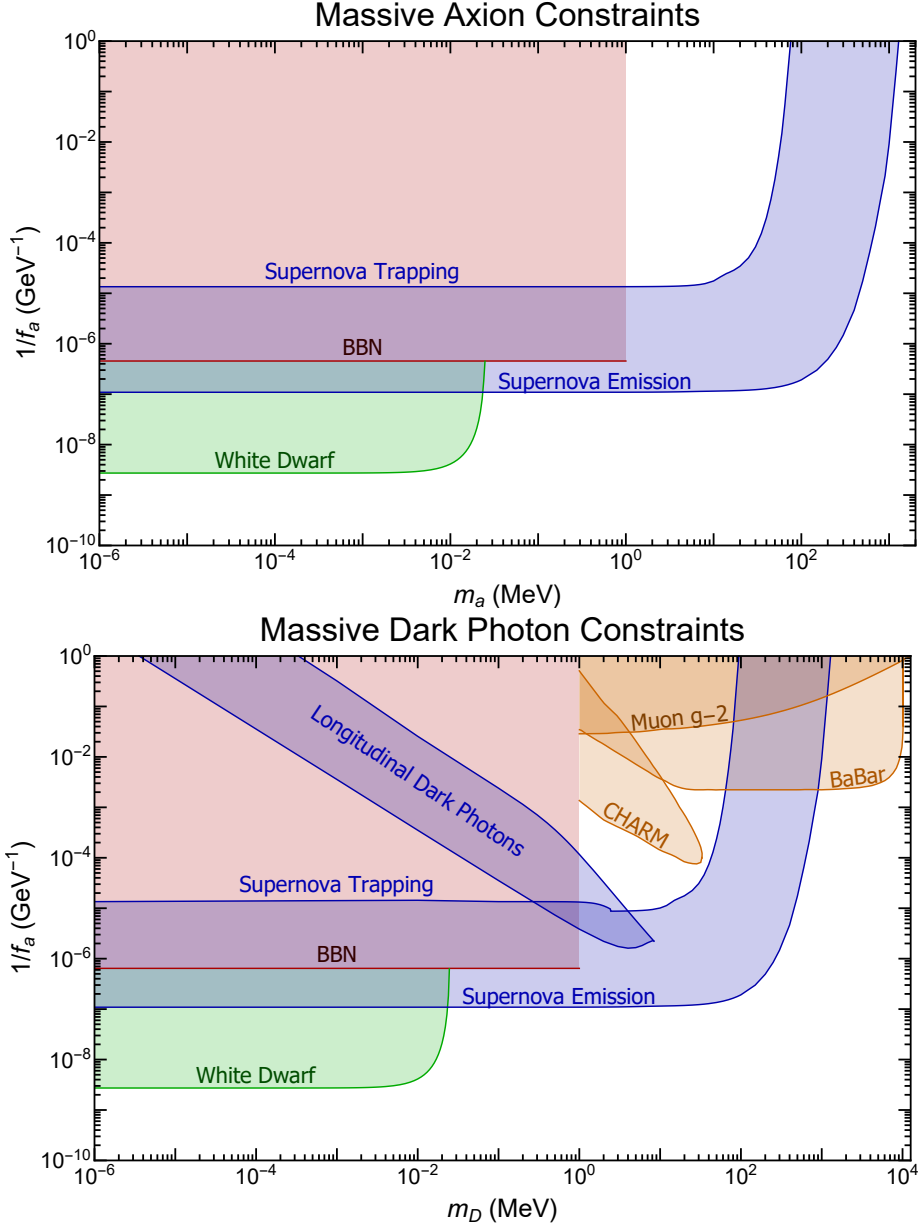 Massive Axion Constraints
10^0
10^-2
10^-4
10^-6
10^-8
10^-10
1/f_a (GeV^-1)
Supernova Trapping
BBN
Supernova Emission
White Dwarf
10^-6 10^-4 10^-2 10^0 10^2
m_a (MeV)
Massive Dark Photon Constraints
10^0
10^-2
10^-4
10^-6
10^-8
10^-10
1/f_a (GeV^-1)
Longitudinal Dark Photons
Muon g-2
BaBar
CHARM
Supernova Trapping
BBN
Supernova Emission
White Dwarf
10^-6 10^-4 10^-2 10^0 10^2 10^4
m_D (MeV)